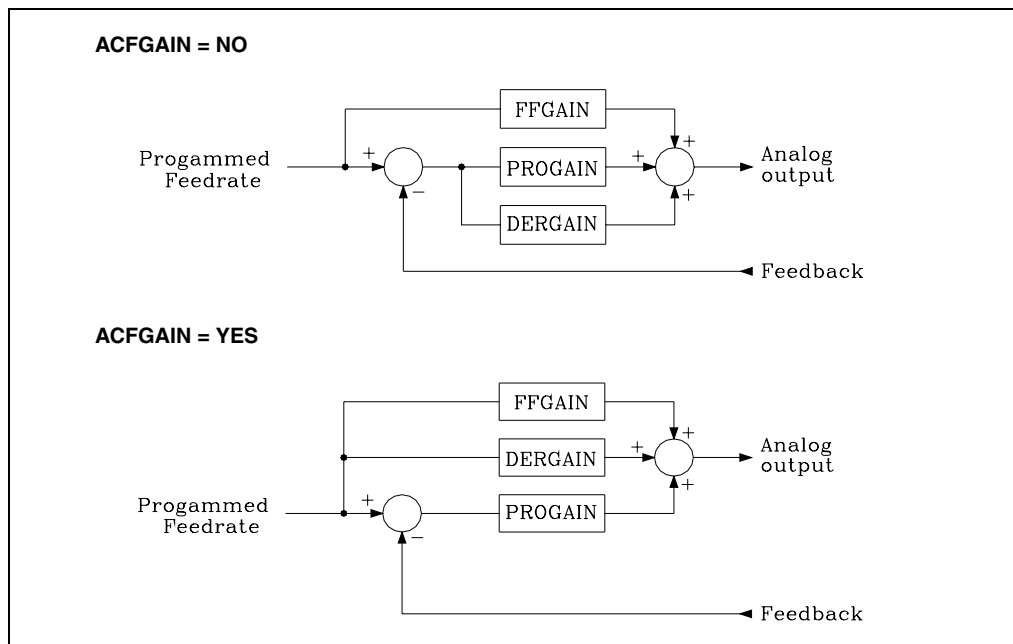 ACFGAIN = NO
FFGAIN
+
+
Progammed
Feedrate
+
−
PROGAIN
+
Analog
output
DERGAIN
+
Feedback
ACFGAIN = YES
FFGAIN
+
DERGAIN
+
Analog
output
+
Progammed
Feedrate
+
−
PROGAIN
Feedback